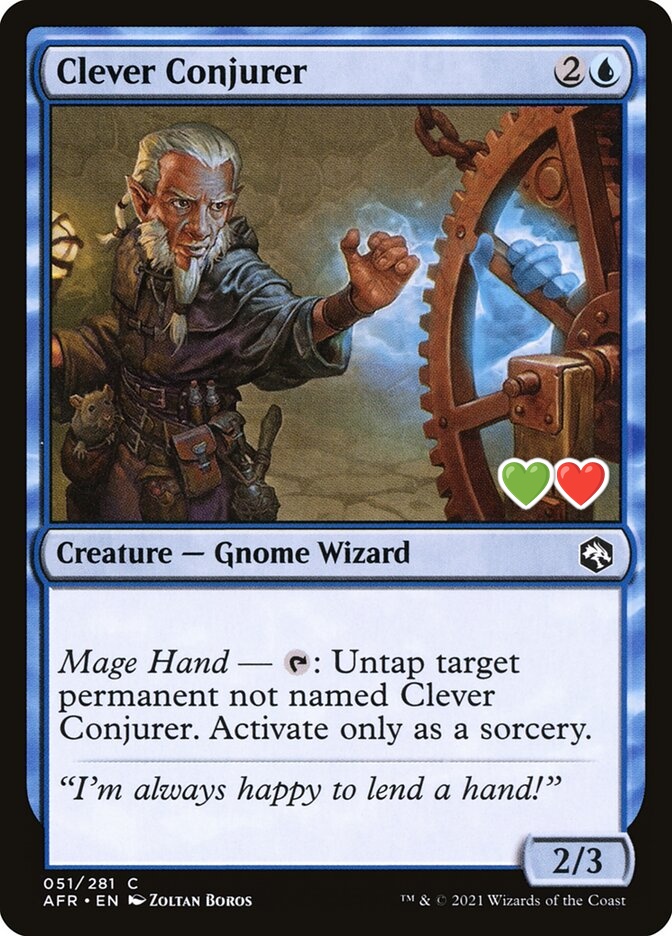 Clever Conjurer 2
Creature — Gnome Wizard
Mage Hand — : Untap target
permanent not named Clever
Conjurer. Activate only as a sorcery.
“I’m always happy to lend a hand!”
2/3
051/281 C
AFR • EN Zoltan Boros ™ & © 2021 Wizards of the Coast